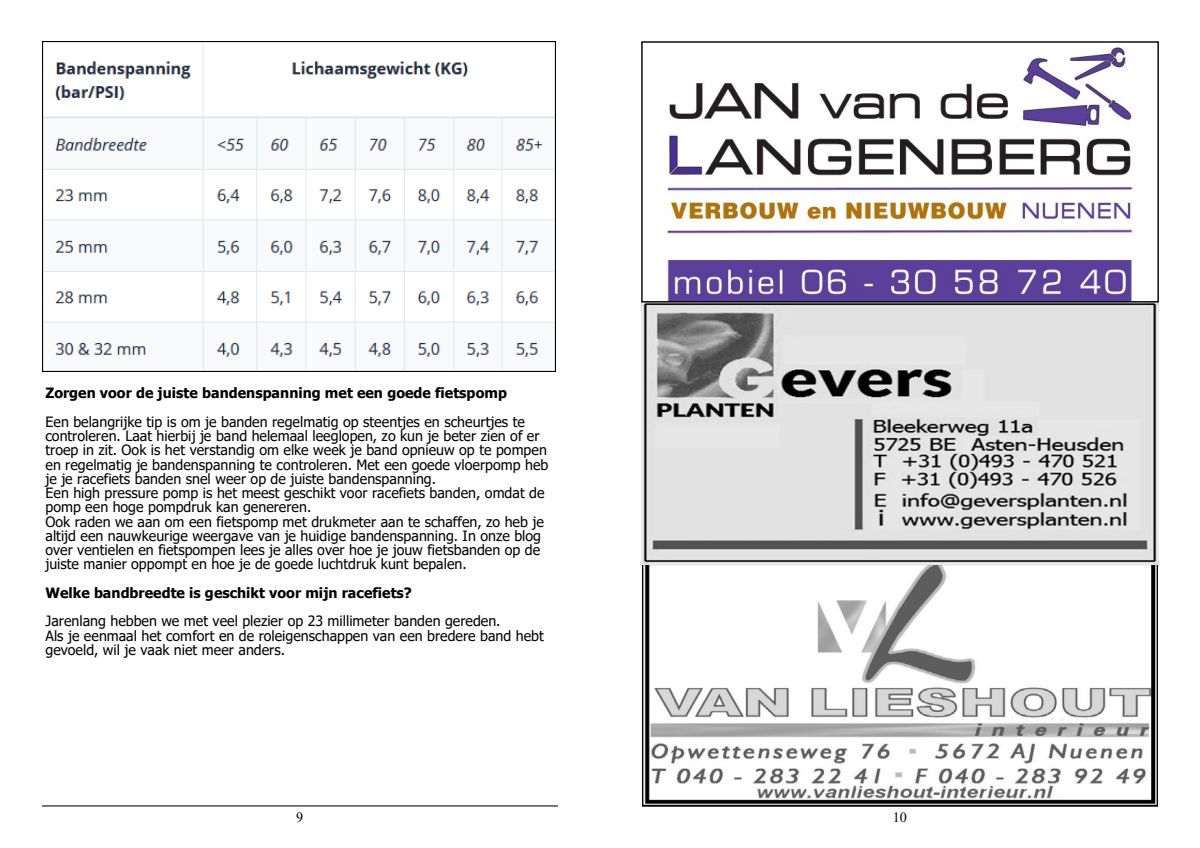 Bandenspanning (bar/PSI) Lichaamsgewicht (KG)
Bandbreedte <55 60 65 70 75 80 85+
23 mm 6,4 6,8 7,2 7,6 8,0 8,4 8,8
25 mm 5,6 6,0 6,3 6,7 7,0 7,4 7,7
28 mm 4,8 5,1 5,4 5,7 6,0 6,3 6,6
30 & 32 mm 4,0 4,3 4,5 4,8 5,0 5,3 5,5
Zorgen voor de juiste bandenspanning met een goede fietspomp
Een belangrijke tip is om je banden regelmatig op steentjes en scheurtjes te
controleren. Laat hierbij je band helemaal leeglopen, zo kun je beter zien of er
troep in zit. Ook is het verstandig om elke week je band opnieuw op te pompen
en regelmatig je bandenspanning te controleren. Met een goede vloerpomp heb
je je racefiets banden snel weer op de juiste bandenspanning.
Een high pressure pomp is het meest geschikt voor racefiets banden, omdat de
pomp een hoge pompdruk kan genereren.
Ook raden we aan om een fietspomp met drukmeter aan te schaffen, zo heb je
altijd een nauwkeurige weergave van je huidige bandenspanning. In onze blog
over ventielen en fietspompen lees je alles over hoe je jouw fietsbanden op de
juiste manier oppompt en hoe je de goede luchtdruk kunt bepalen.
Welke bandbreedte is geschikt voor mijn racefiets?
Jarenlang hebben we met veel plezier op 23 millimeter banden gereden.
Als je eenmaal het comfort en de roleigenschappen van een bredere band hebt
gevoeld, wil je vaak niet meer anders.
9
JAN van de
LANGENBERG
VERBOUW en NIEUWBOUW NUENEN
mobiel 06 - 30 58 72 40
Gevers
PLANTEN
Bleekerweg 11a
5725 BE Asten-Heusden
T +31 (0)493 - 470 521
F +31 (0)493 - 470 526
E info@geversplanten.nl
i www.geversplanten.nl
VL
VAN LIESHOUT
interieur
Opwettenseweg 76 ▪ 5672 AJ Nuenen
T 040 - 283 22 41 ▪ F 040 - 283 92 49
www.vanlieshout-interieur.nl
10